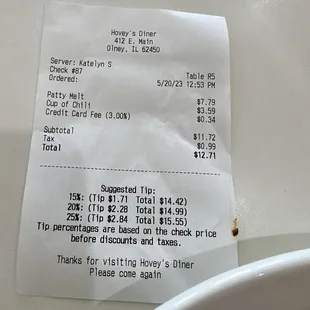 Hovey's Diner
412 E. Main
Olney, IL 62450
Server: Katelyn S
Check #87 Table R5
Ordered: 5/20/23 12:53 PM
Patty Melt $7.79
Cup of Chili $3.59
Credit Card Fee (3.00%) $0.34
Subtotal $11.72
Tax $0.99
Total $12.71
Suggested Tip:
15%: (Tip $1.71 Total $14.42)
20%: (Tip $2.28 Total $14.99)
25%: (Tip $2.84 Total $15.55)
Tip percentages are based on the check price
before discounts and taxes.
Thanks for visiting Hovey's Diner
Please come again